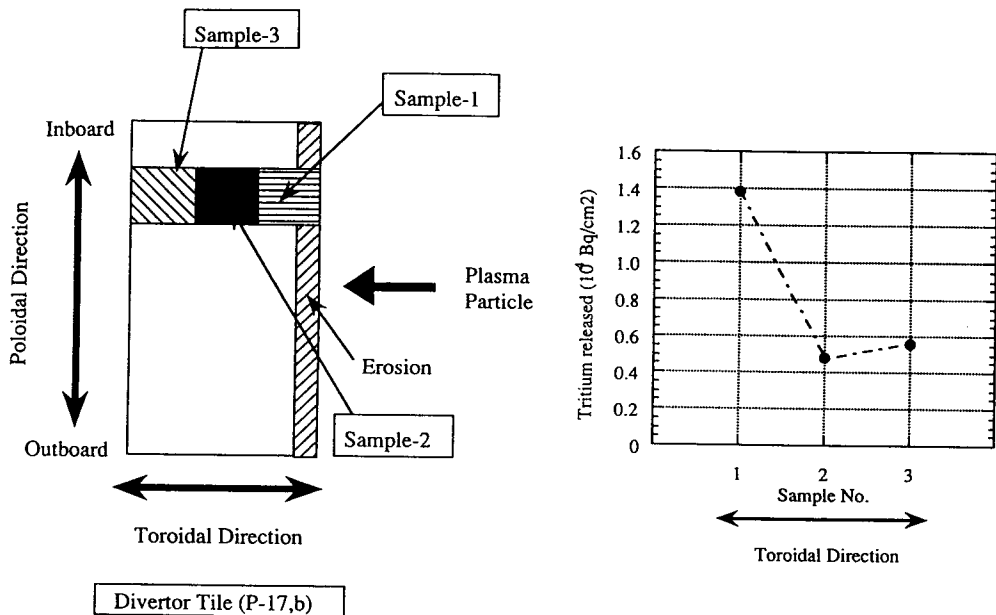 Sample-3
Sample-1
Inboard
Poloidal Direction
Plasma
Particle
Erosion
Outboard
Sample-2
Toroidal Direction
Divertor Tile (P-17,b)
Tritium released (10⁴ Bq/cm2)
1.6
1.4
1.2
1.0
0.8
0.6
0.4
0.2
0
1 2 3
Sample No.
Toroidal Direction